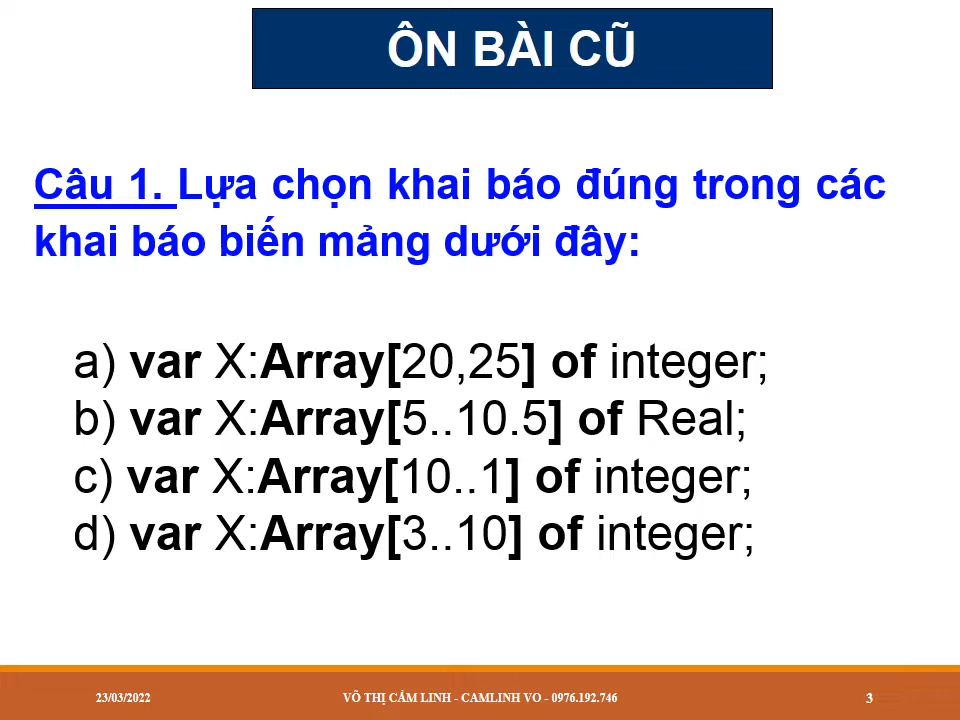 ÔN BÀI CŨ
Câu 1. Lựa chọn khai báo đúng trong các
khai báo biến mảng dưới đây:
a) var X:Array[20,25] of integer;
b) var X:Array[5..10.5] of Real;
c) var X:Array[10..1] of integer;
d) var X:Array[3..10] of integer;
23/03/2022 VÕ THỊ CẨM LINH - CAMLINH VO - 0976.192.746 3